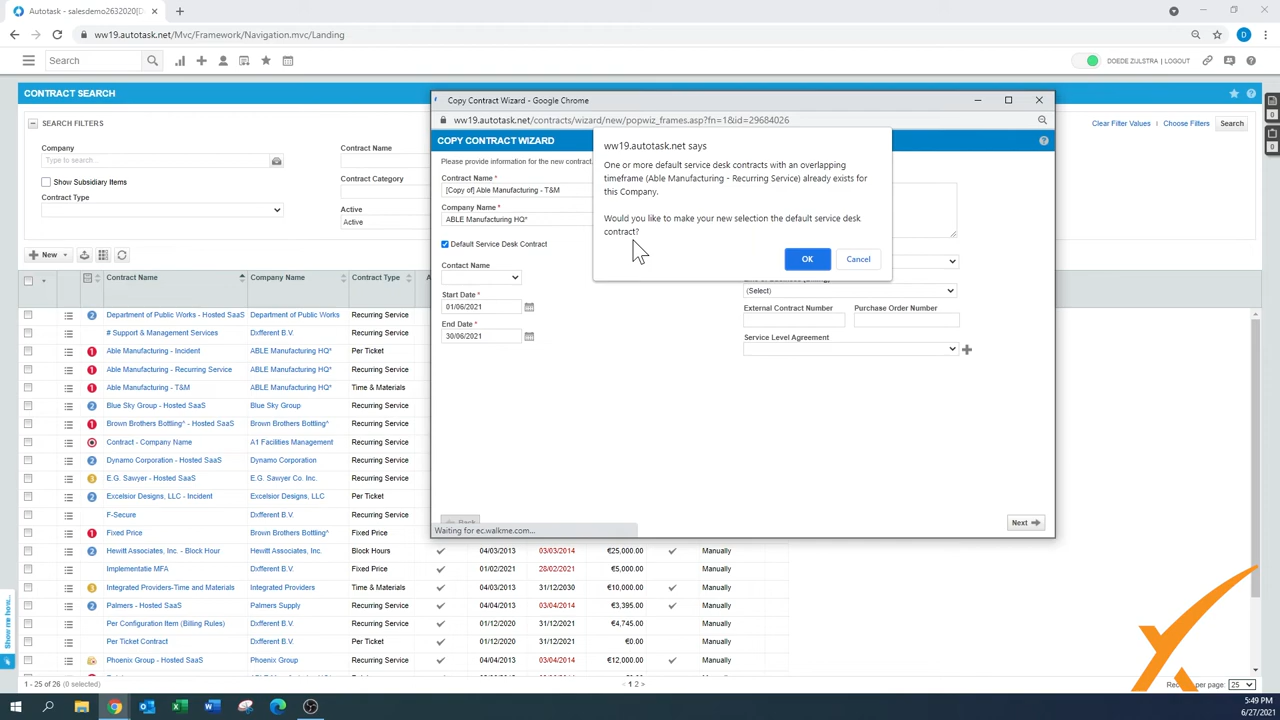 Autotask - salesdemo2632020[D
ww19.autotask.net/Mvc/Framework/Navigation.mvc/Landing
D
Search
DOEDE ZIJLSTRA | LOGOUT
CONTRACT SEARCH
SEARCH FILTERS
Clear Filter Values
Choose Filters
Search
Company
Contract Name
Type to search...
Show Subsidiary Items
Contract Category
Contract Type
Active
Active
New
Contract Name
Company Name
Contract Type
Department of Public Works - Hosted SaaS
Department of Public Works
Recurring Service
# Support & Management Services
Dxfferent B.V.
Recurring Service
Able Manufacturing - Incident
ABLE Manufacturing HQ*
Per Ticket
Able Manufacturing - Recurring Service
ABLE Manufacturing HQ*
Recurring Service
Able Manufacturing - T&M
ABLE Manufacturing HQ*
Time & Materials
Blue Sky Group - Hosted SaaS
Blue Sky Group
Recurring Service
Brown Brothers Bottling^ - Hosted SaaS
Brown Brothers Bottling^
Recurring Service
Contract - Company Name
A1 Facilities Management
Recurring Service
Dynamo Corporation - Hosted SaaS
Dynamo Corporation
Recurring Service
E.G. Sawyer - Hosted SaaS
E.G. Sawyer Co. Inc.
Recurring Service
Excelsior Designs, LLC - Incident
Excelsior Designs, LLC
Per Ticket
F-Secure
Dxfferent B.V.
Recurring Service
Fixed Price
Brown Brothers Bottling^
Fixed Price
Hewitt Associates, Inc. - Block Hour
Hewitt Associates, Inc.
Block Hours
04/03/2013
03/03/2014
€25,000.00
Manually
Implementatie MFA
Dxfferent B.V.
Fixed Price
01/02/2021
28/02/2021
€5,000.00
Manually
Integrated Providers-Time and Materials
Integrated Providers
Time & Materials
04/03/2013
31/12/2030
€10,000.00
Manually
Palmers - Hosted SaaS
Palmers Supply
Recurring Service
04/04/2013
03/04/2014
€3,395.00
Manually
Per Configuration Item (Billing Rules)
Dxfferent B.V.
Recurring Service
01/12/2020
31/12/2021
€4,745.00
Manually
Per Ticket Contract
Dxfferent B.V.
Per Ticket
01/12/2020
31/12/2021
€0.00
Manually
Phoenix Group - Hosted SaaS
Phoenix Group
Recurring Service
04/04/2013
03/04/2014
€12,000.00
Manually
1 - 25 of 26 (0 selected)
< 1 2 >
per page: 25
Show me how...
Copy Contract Wizard - Google Chrome
ww19.autotask.net/contracts/wizard/new/popwiz_frames.asp?fn=1&id=29684026
COPY CONTRACT WIZARD
Please provide information for the new contract.
Contract Name *
[Copy of] Able Manufacturing - T&M
Company Name *
ABLE Manufacturing HQ*
Default Service Desk Contract
Contact Name
Start Date *
01/06/2021
End Date *
30/06/2021
(Select)
External Contract Number
Purchase Order Number
Service Level Agreement
Back
Next
Waiting for ec.walkme.com...
ww19.autotask.net says
One or more default service desk contracts with an overlapping
timeframe (Able Manufacturing - Recurring Service) already exists for
this Company.
Would you like to make your new selection the default service desk
contract?
OK
Cancel
5:49 PM
6/27/2021